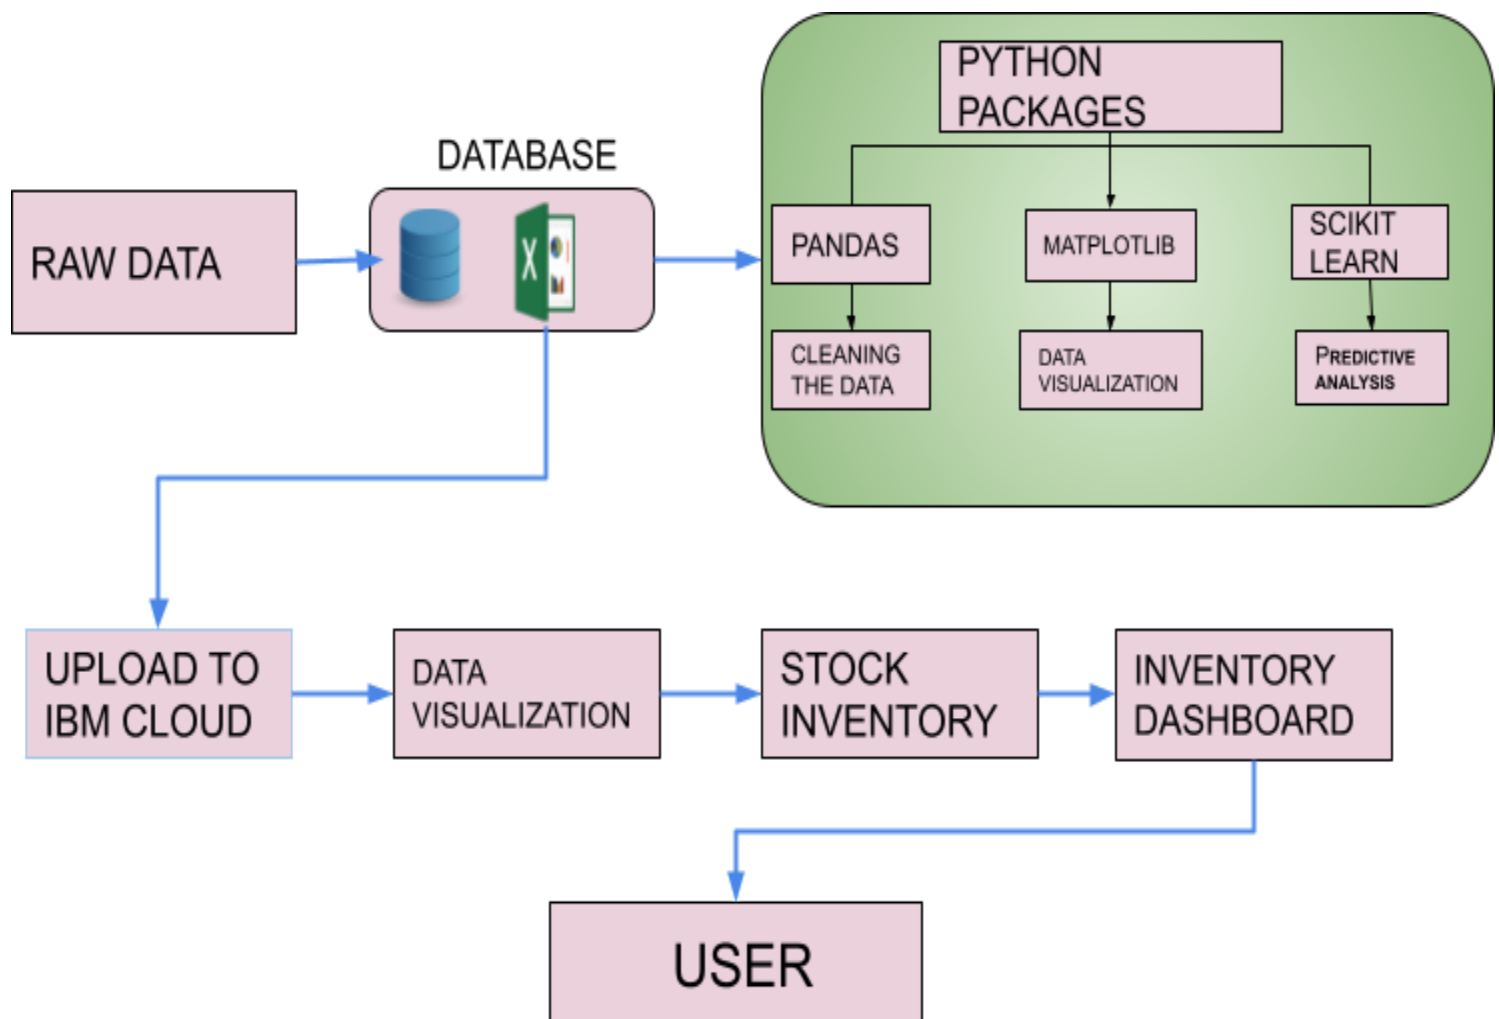 PYTHON
PACKAGES
DATABASE
RAW DATA
X
PANDAS
MATPLOTLIB
SCIKIT
LEARN
CLEANING
THE DATA
DATA
VISUALIZATION
PREDICTIVE
ANALYSIS
UPLOAD TO
IBM CLOUD
DATA
VISUALIZATION
STOCK
INVENTORY
INVENTORY
DASHBOARD
USER